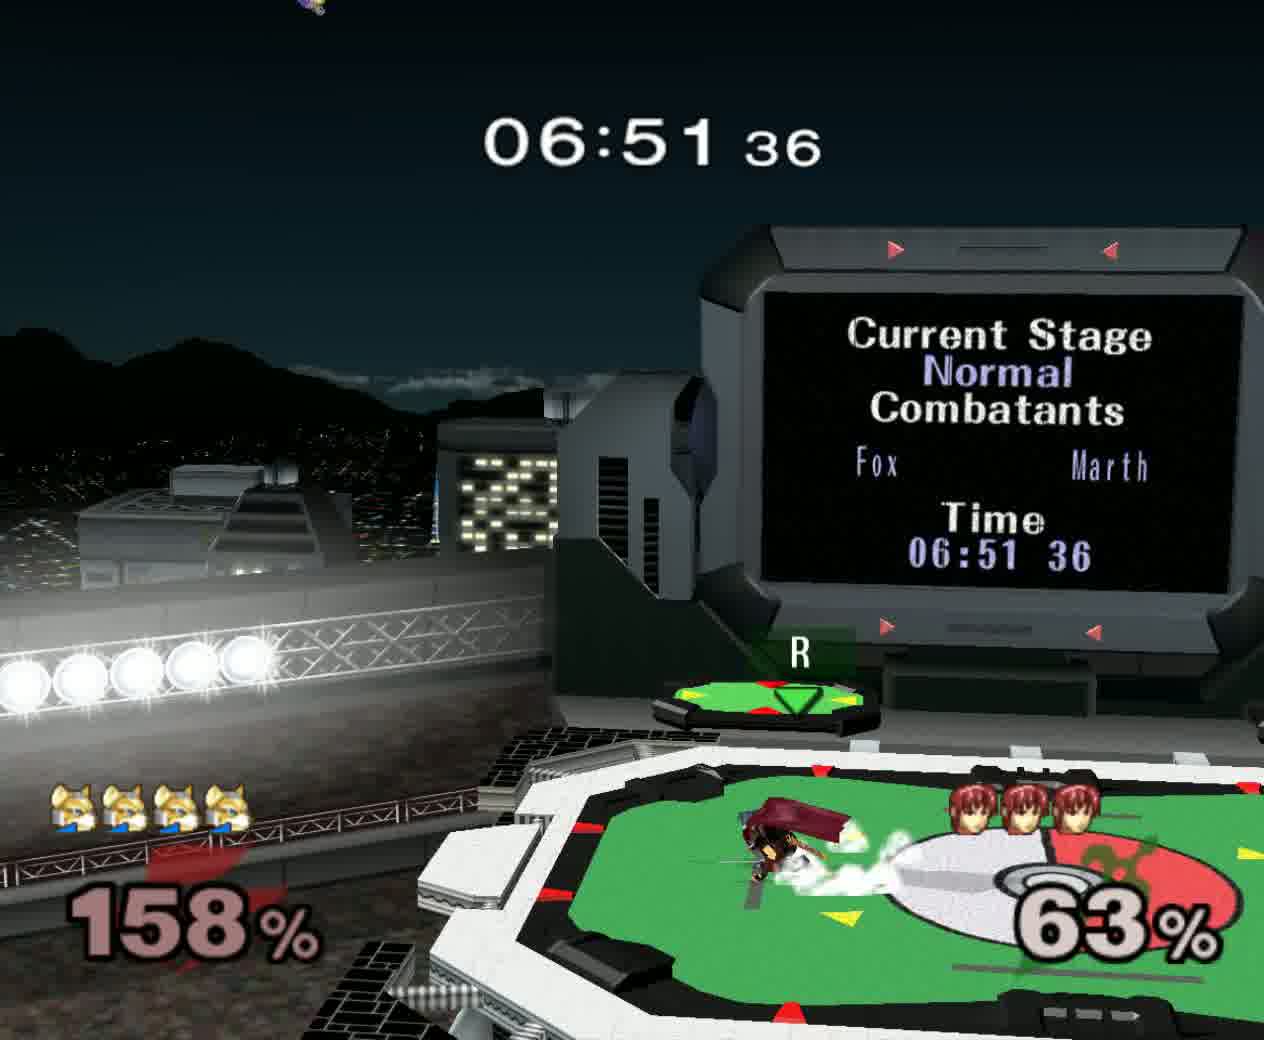 06:51 36
Current Stage
Normal
Combatants
Fox Marth
Time
06:51 36
R
158%
63%